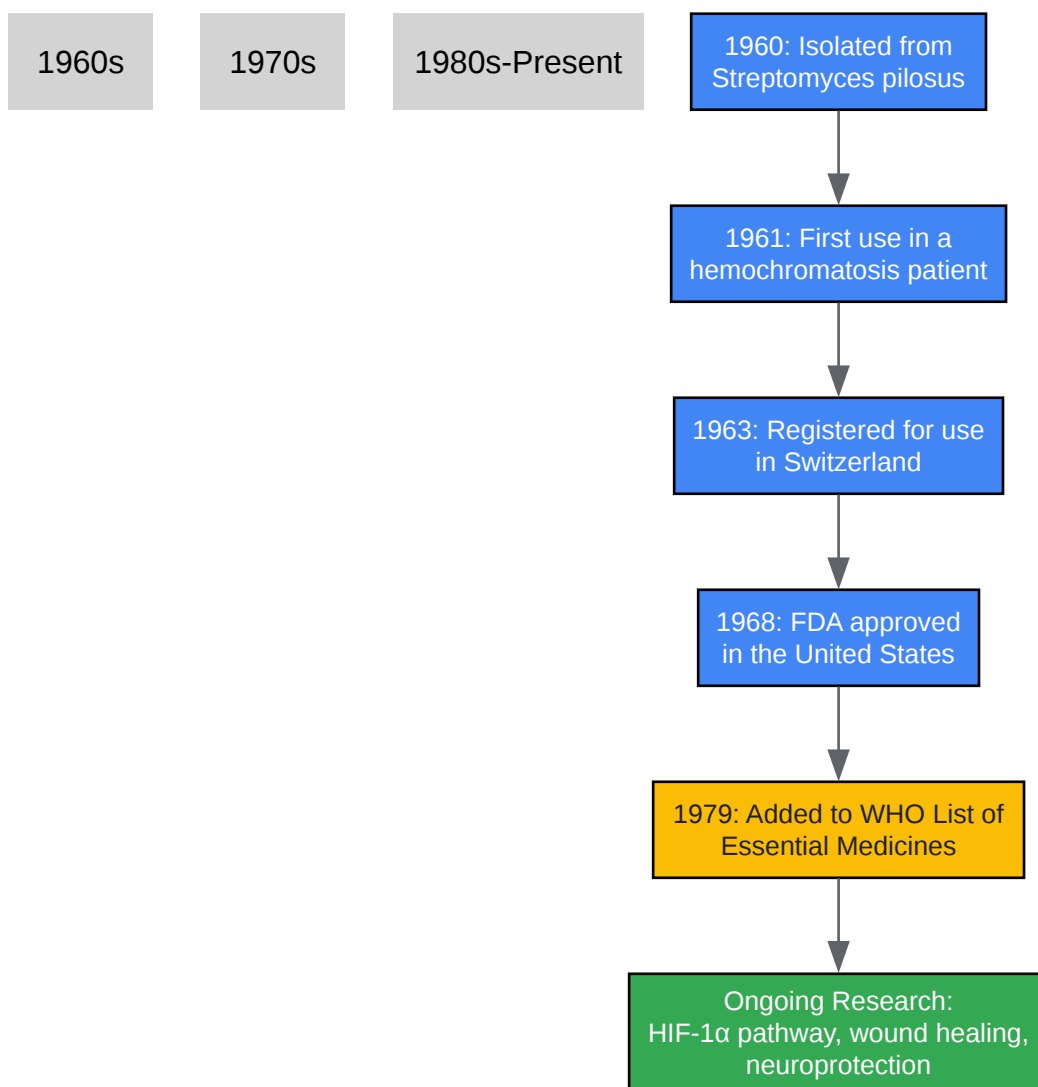 1960s
1970s
1980s-Present
1960: Isolated from
Streptomyces pilosus
1961: First use in a
hemochromatosis patient
1963: Registered for use
in Switzerland
1968: FDA approved
in the United States
1979: Added to WHO List of
Essential Medicines
Ongoing Research:
HIF-1α pathway, wound healing,
neuroprotection